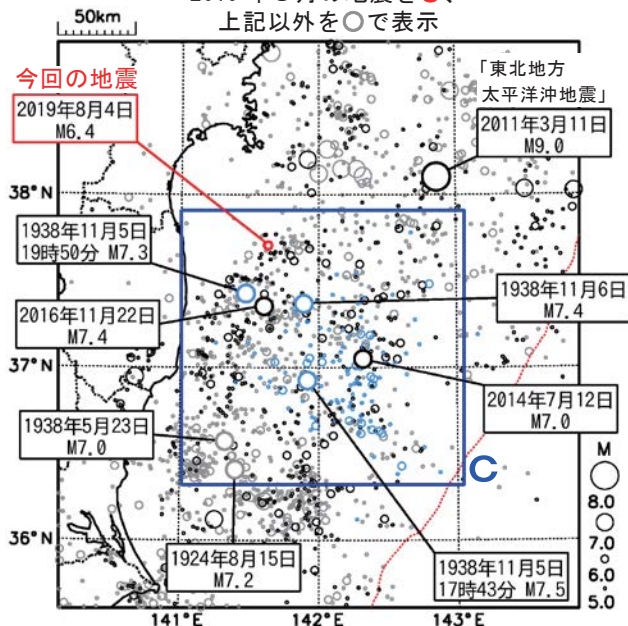 上記以外を○で表示
50km
今回の地震
2019年8月4日
M6.4
「東北地方
太平洋沖地震」
2011年3月11日
M9.0
38°N
1938年11月5日
19時50分 M7.3
1938年11月6日
M7.4
2016年11月22日
M7.4
37°N
2014年7月12日
M7.0
1938年5月23日
M7.0
C
M
8.0
7.0
6.0
5.0
36°N
1924年8月15日
M7.2
1938年11月5日
17時43分 M7.5
141°E
142°E
143°E